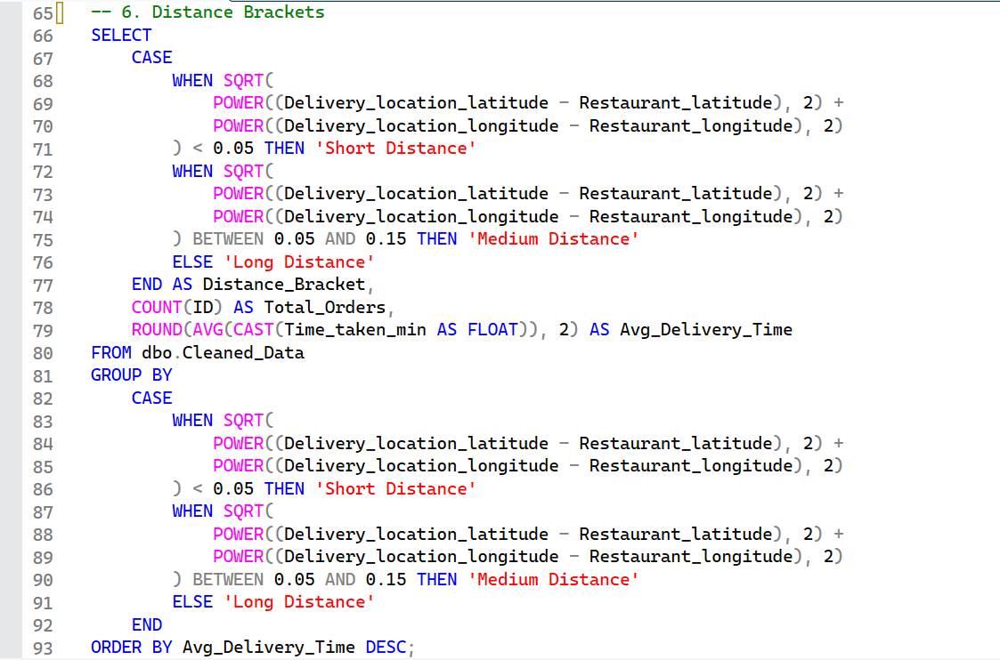 65 -- 6. Distance Brackets
66 SELECT
67 CASE
68 WHEN SQRT(
69 POWER((Delivery_location_latitude - Restaurant_latitude), 2) +
70 POWER((Delivery_location_longitude - Restaurant_longitude), 2)
71 ) < 0.05 THEN 'Short Distance'
72 WHEN SQRT(
73 POWER((Delivery_location_latitude - Restaurant_latitude), 2) +
74 POWER((Delivery_location_longitude - Restaurant_longitude), 2)
75 ) BETWEEN 0.05 AND 0.15 THEN 'Medium Distance'
76 ELSE 'Long Distance'
77 END AS Distance_Bracket,
78 COUNT(ID) AS Total_Orders,
79 ROUND(AVG(CAST(Time_taken_min AS FLOAT)), 2) AS Avg_Delivery_Time
80 FROM dbo.Cleaned_Data
81 GROUP BY
82 CASE
83 WHEN SQRT(
84 POWER((Delivery_location_latitude - Restaurant_latitude), 2) +
85 POWER((Delivery_location_longitude - Restaurant_longitude), 2)
86 ) < 0.05 THEN 'Short Distance'
87 WHEN SQRT(
88 POWER((Delivery_location_latitude - Restaurant_latitude), 2) +
89 POWER((Delivery_location_longitude - Restaurant_longitude), 2)
90 ) BETWEEN 0.05 AND 0.15 THEN 'Medium Distance'
91 ELSE 'Long Distance'
92 END
93 ORDER BY Avg_Delivery_Time DESC;